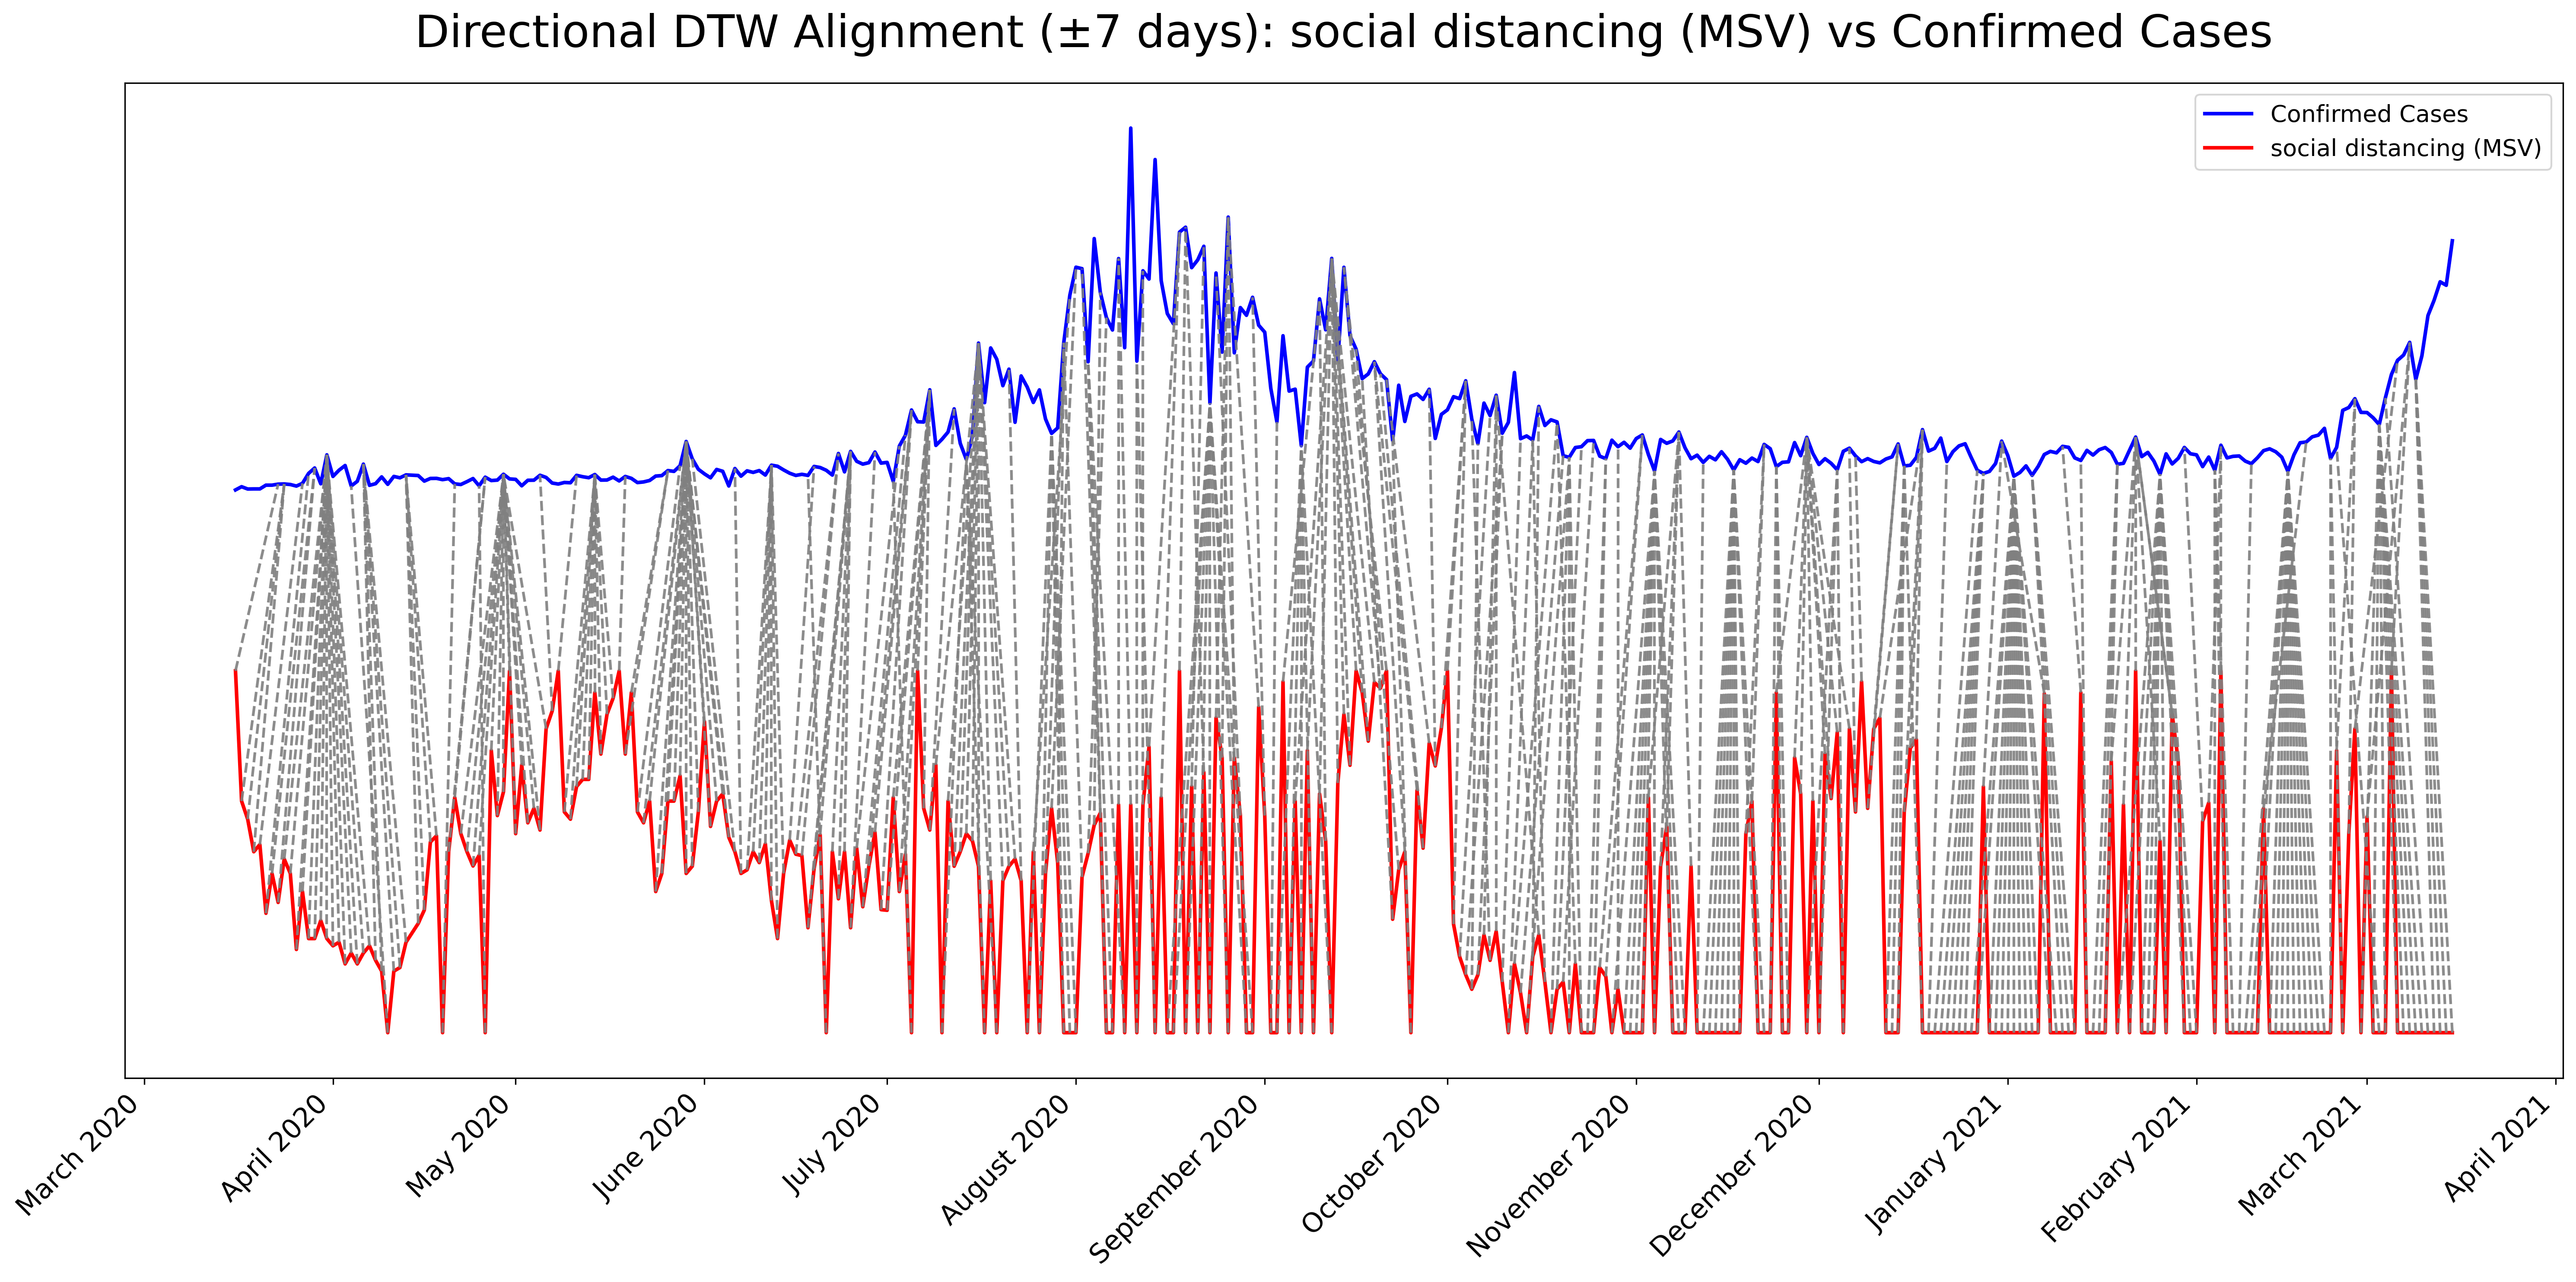 Directional DTW Alignment (±7 days): social distancing (MSV) vs Confirmed Cases
Confirmed Cases
social distancing (MSV)
March 2020
April 2020
May 2020
June 2020
July 2020
August 2020
September 2020
October 2020
November 2020
December 2020
January 2021
February 2021
March 2021
April 2021